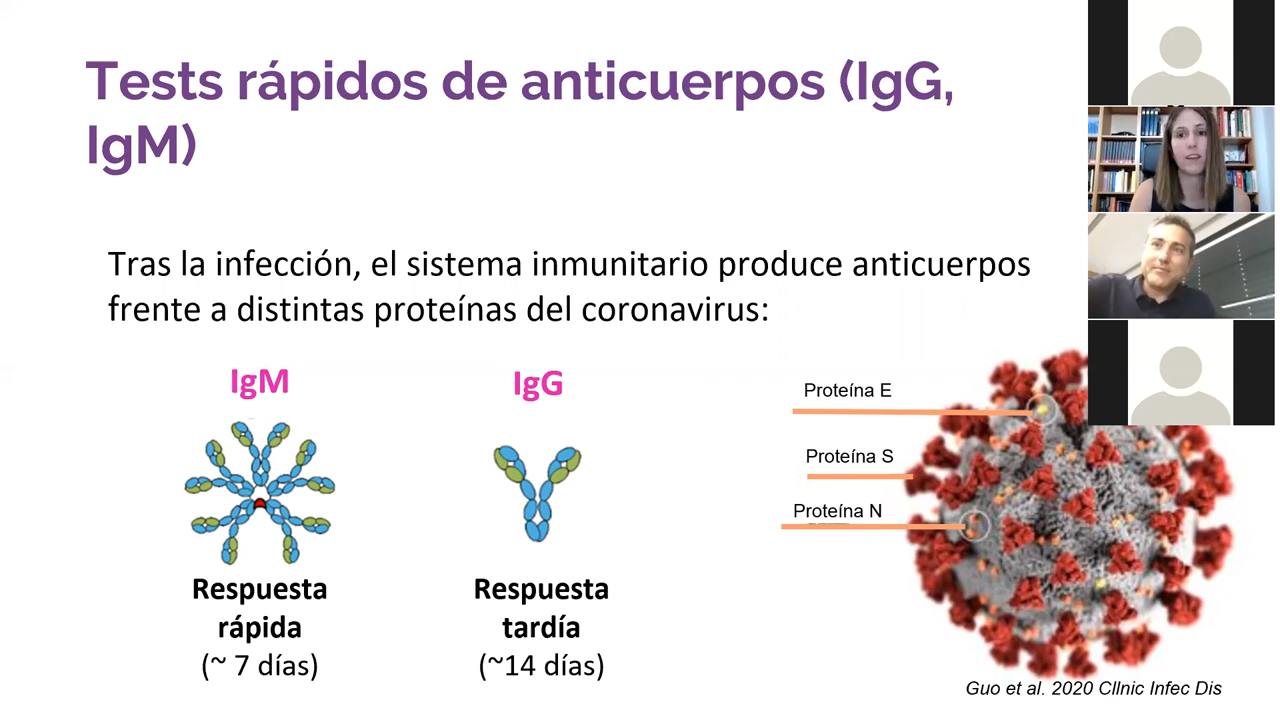 Tests rápidos de anticuerpos (IgG,
IgM)
Tras la infección, el sistema inmunitario produce anticuerpos
frente a distintas proteínas del coronavirus:
IgM
IgG
Respuesta
rápida
(~ 7 días)
Respuesta
tardía
(~14 días)
Proteína E
Proteína S
Proteína N
Guo et al. 2020 Cllnic Infec Dis